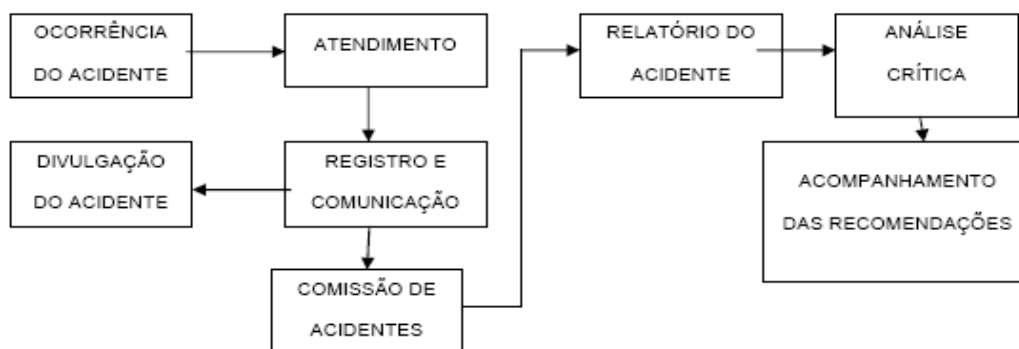 OCORRÊNCIA
DO ACIDENTE
ATENDIMENTO
RELATÓRIO DO
ACIDENTE
ANÁLISE
CRÍTICA
DIVULGAÇÃO
DO ACIDENTE
REGISTRO E
COMUNICAÇÃO
ACOMPANHAMENTO
DAS RECOMENDAÇÕES
COMISSÃO DE
ACIDENTES